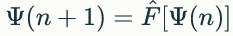 Ψ(n + 1) = F̂[Ψ(n)]